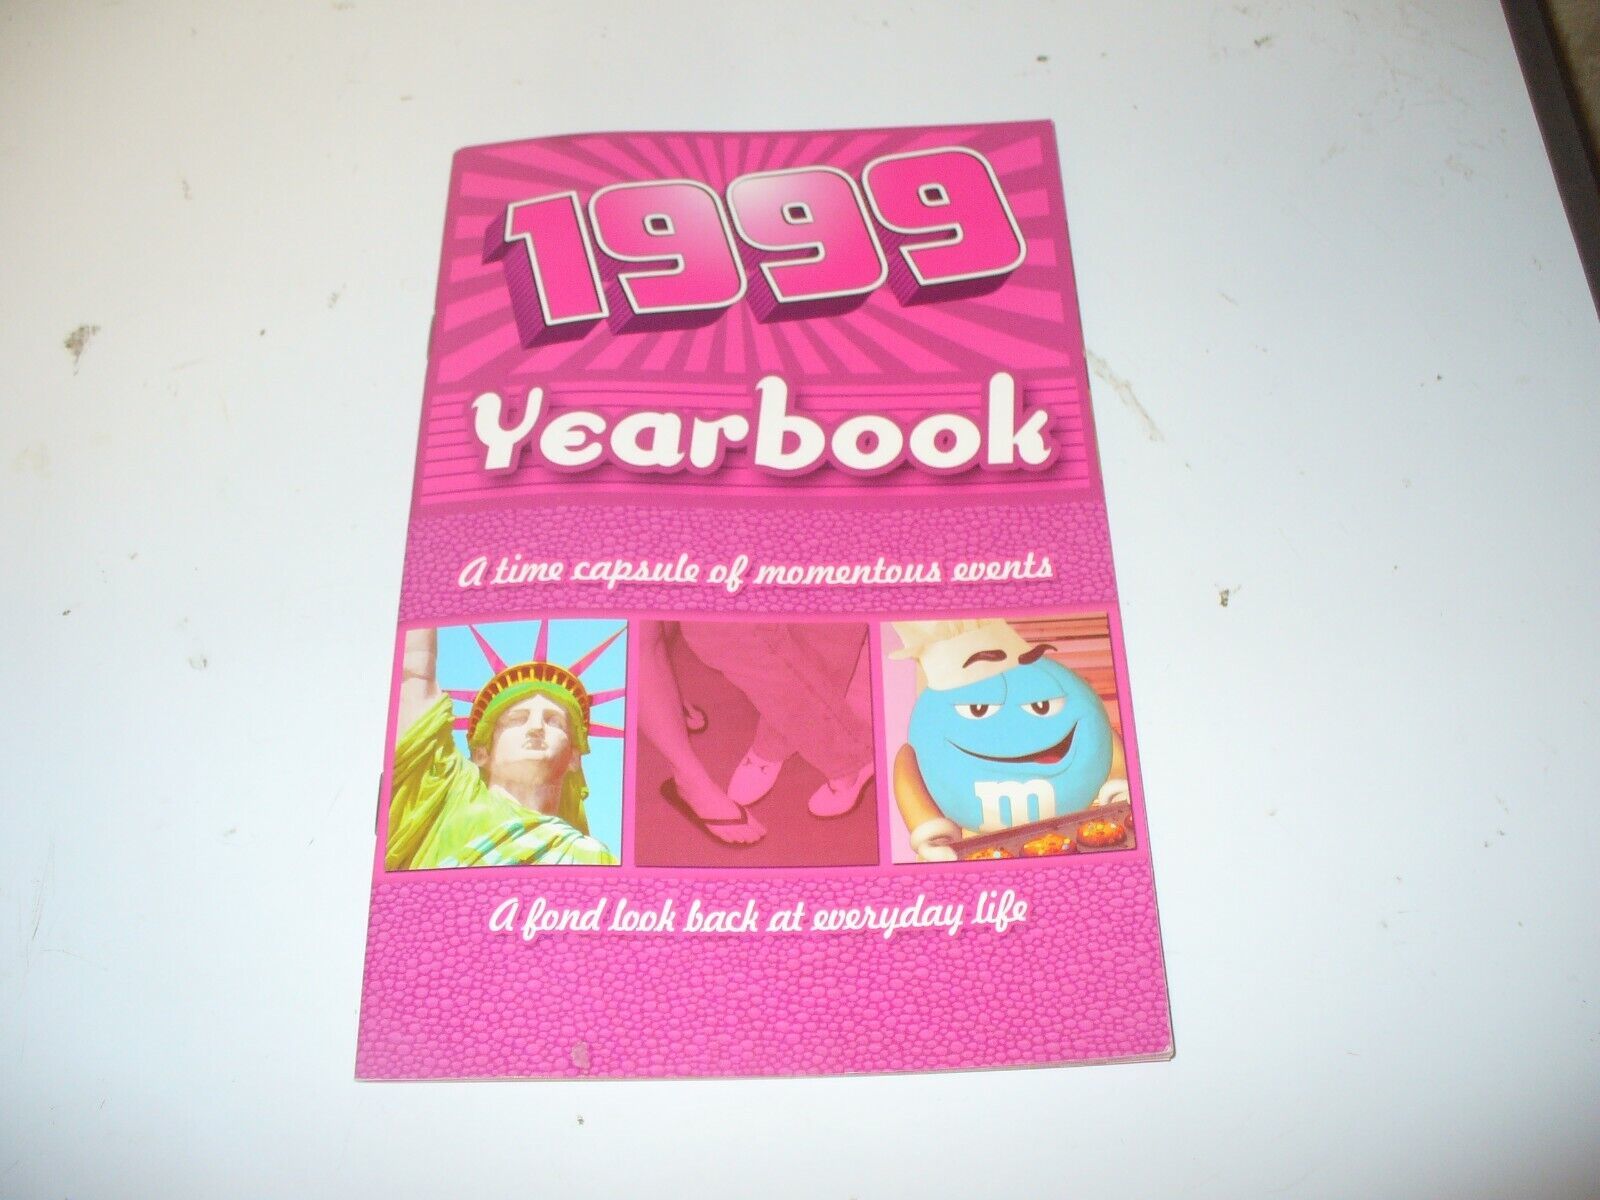 1999
Yearbook
A time capsule of momentous events
m
A fond look back at everyday life